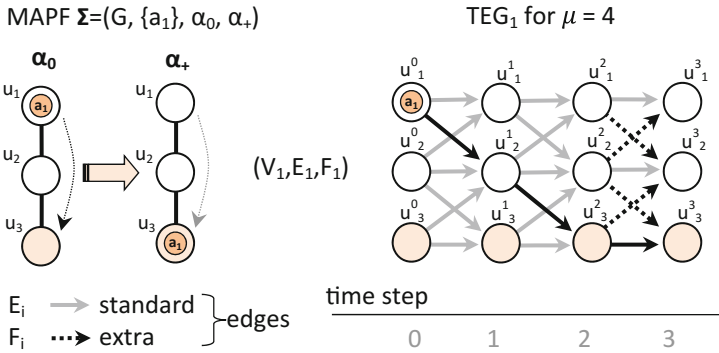 MAPF Σ=(G, {a₁}, α₀, α₊)
TEG₁ for μ = 4
α₀
α₊
u₁
a₁
u₂
u₃
u₁
u₂
u₃
a₁
(V₁,E₁,F₁)
u⁰₁ u¹₁ u²₁ u³₁
a₁
u⁰₂ u¹₂ u²₂ u³₂
u⁰₃ u¹₃ u²₃ u³₃
Eᵢ standard
Fᵢ extra
edges
time step
0 1 2 3